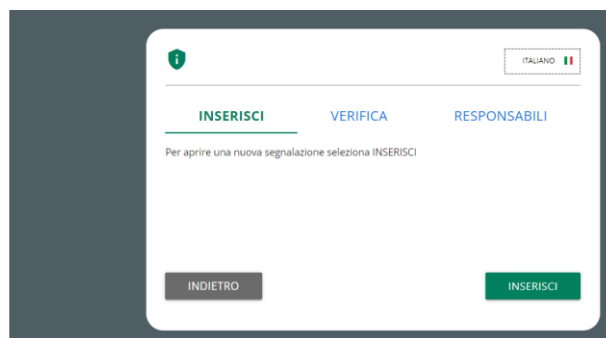 ITALIANO
INSERISCI VERIFICA RESPONSABILI
Per aprire una nuova segnalazione seleziona INSERISCI
INDIETRO INSERISCI